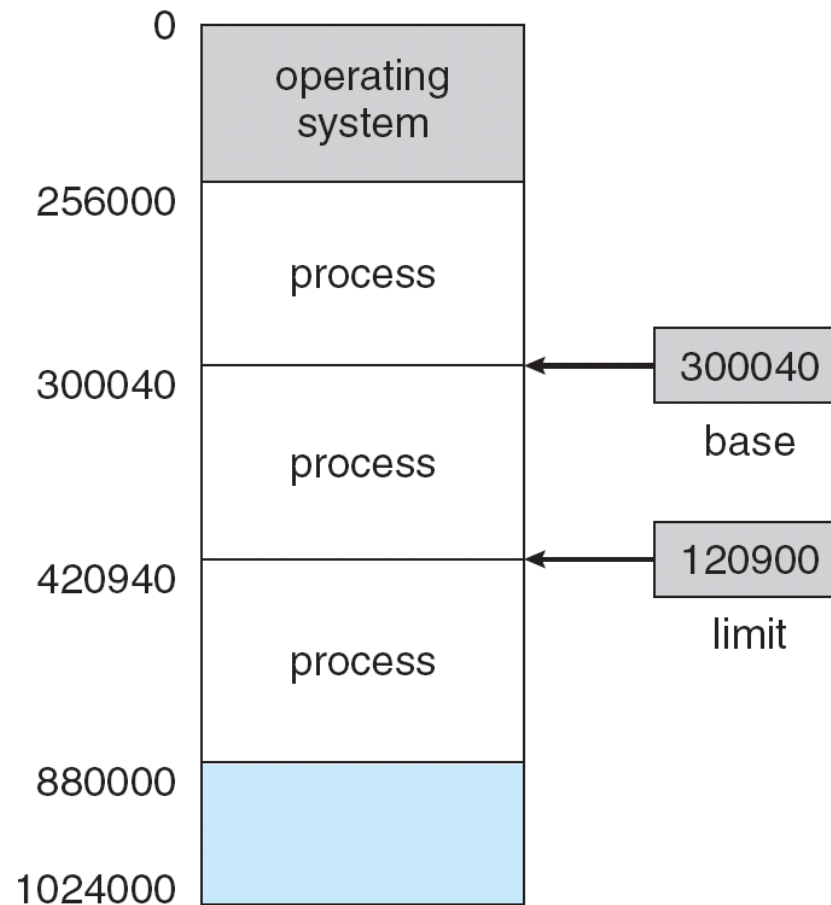 0
operating
system
256000
process
300040
300040
base
process
420940
120900
limit
process
880000
1024000